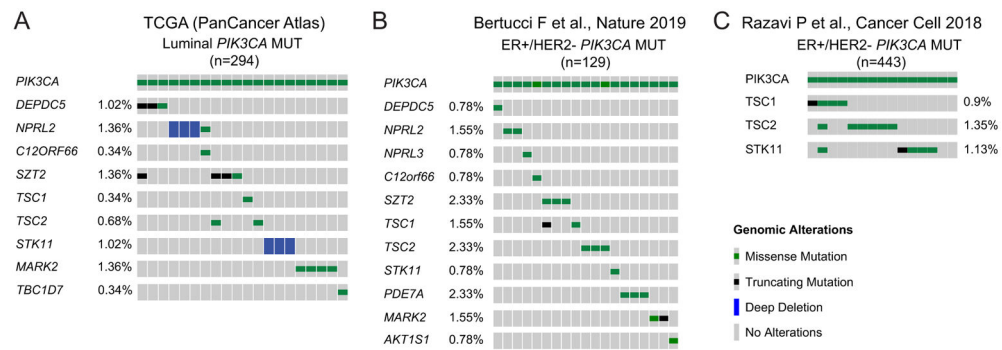 A
TCGA (PanCancer Atlas)
Luminal PIK3CA MUT
(n=294)
PIK3CA
DEPDC5 1.02%
NPRL2 1.36%
C12ORF66 0.34%
SZT2 1.36%
TSC1 0.34%
TSC2 0.68%
STK11 1.02%
MARK2 1.36%
TBC1D7 0.34%
B
Bertucci F et al., Nature 2019
ER+/HER2- PIK3CA MUT
(n=129)
PIK3CA
DEPDC5 0.78%
NPRL2 1.55%
NPRL3 0.78%
C12orf66 0.78%
SZT2 2.33%
TSC1 1.55%
TSC2 2.33%
STK11 0.78%
PDE7A 2.33%
MARK2 1.55%
AKT1S1 0.78%
C
Razavi P et al., Cancer Cell 2018
ER+/HER2- PIK3CA MUT
(n=443)
PIK3CA
TSC1 0.9%
TSC2 1.35%
STK11 1.13%
Genomic Alterations
Missense Mutation
Truncating Mutation
Deep Deletion
No Alterations